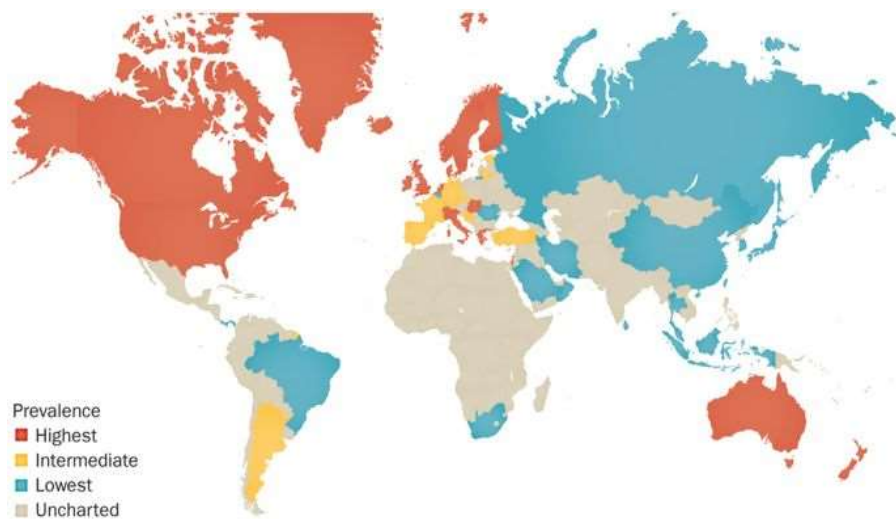 Prevalence
Highest
Intermediate
Lowest
Uncharted